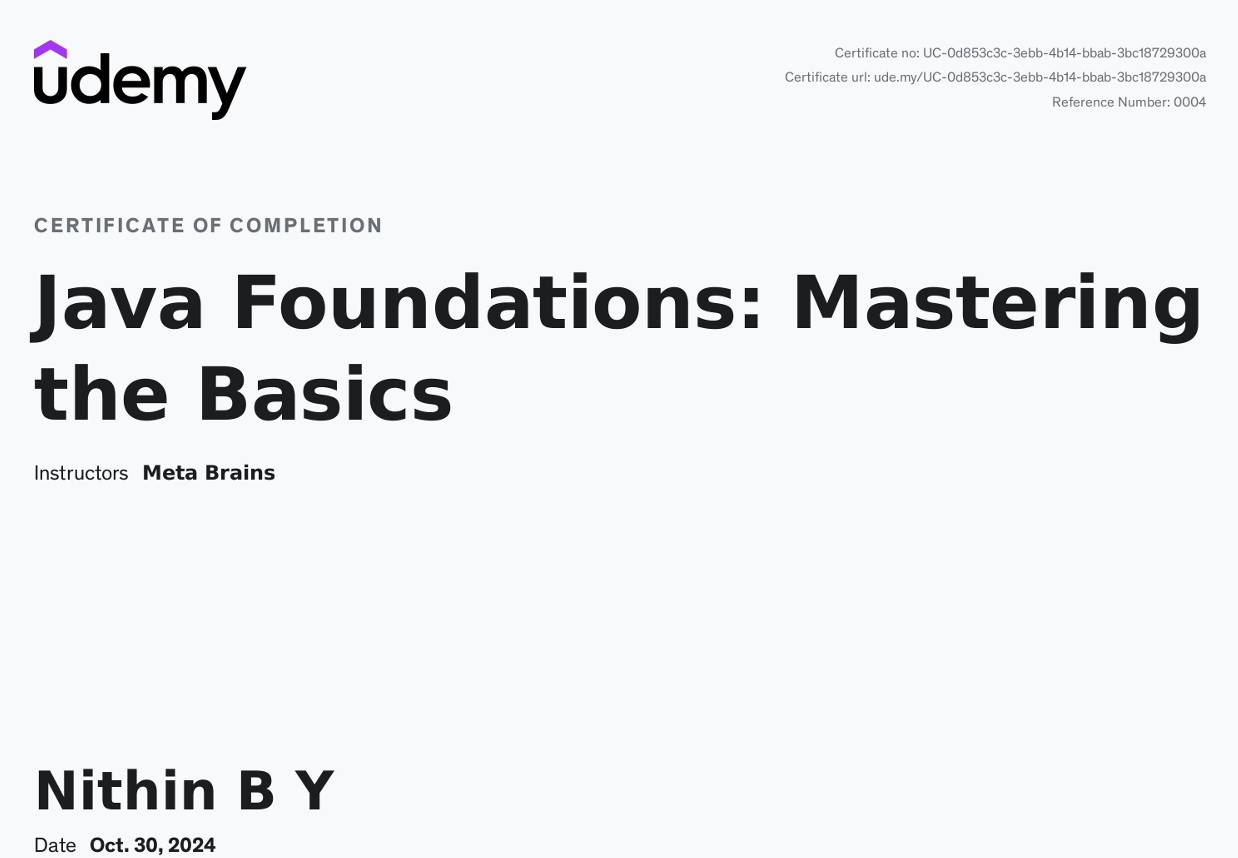 udemy
Certificate no: UC-0d853c3c-3ebb-4b14-bbab-3bc18729300a
Certificate url: ude.my/UC-0d853c3c-3ebb-4b14-bbab-3bc18729300a
Reference Number: 0004
CERTIFICATE OF COMPLETION
Java Foundations: Mastering
the Basics
Instructors Meta Brains
Nithin B Y
Date Oct. 30, 2024